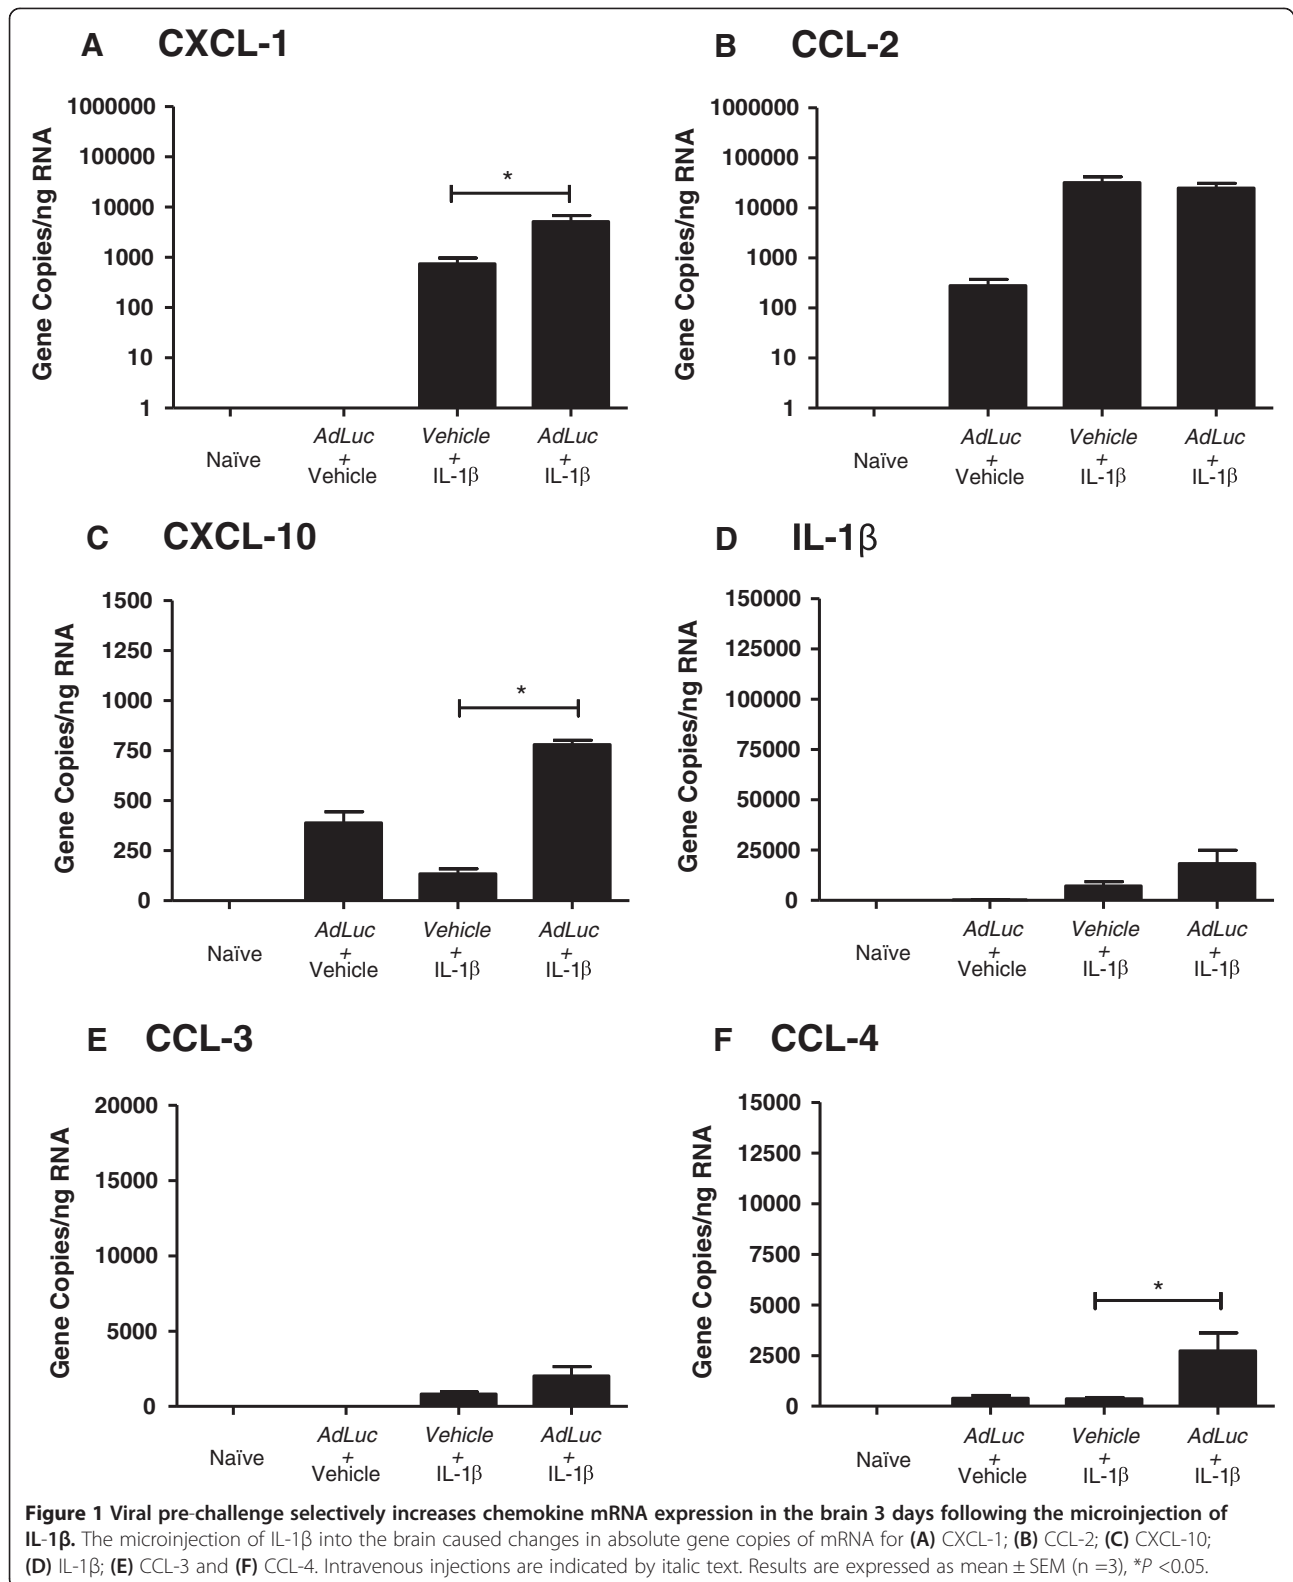 A CXCL-1
Gene Copies/ng RNA
1000000
100000
10000
1000
100
10
1
*
Naïve
AdLuc + Vehicle
Vehicle + IL-1β
AdLuc + IL-1β
B CCL-2
Gene Copies/ng RNA
1000000
100000
10000
1000
100
10
1
Naïve
AdLuc + Vehicle
Vehicle + IL-1β
AdLuc + IL-1β
C CXCL-10
Gene Copies/ng RNA
1500
1250
1000
750
500
250
0
*
Naïve
AdLuc + Vehicle
Vehicle + IL-1β
AdLuc + IL-1β
D IL-1β
Gene Copies/ng RNA
150000
125000
100000
75000
50000
25000
0
Naïve
AdLuc + Vehicle
Vehicle + IL-1β
AdLuc + IL-1β
E CCL-3
Gene Copies/ng RNA
20000
15000
10000
5000
0
Naïve
AdLuc + Vehicle
Vehicle + IL-1β
AdLuc + IL-1β
F CCL-4
Gene Copies/ng RNA
15000
12500
10000
7500
5000
2500
0
*
Naïve
AdLuc + Vehicle
Vehicle + IL-1β
AdLuc + IL-1β
Figure 1 Viral pre-challenge selectively increases chemokine mRNA expression in the brain 3 days following the microinjection of
IL-1β. The microinjection of IL-1β into the brain caused changes in absolute gene copies of mRNA for (A) CXCL-1; (B) CCL-2; (C) CXCL-10;
(D) IL-1β; (E) CCL-3 and (F) CCL-4. Intravenous injections are indicated by italic text. Results are expressed as mean ± SEM (n =3), *P <0.05.